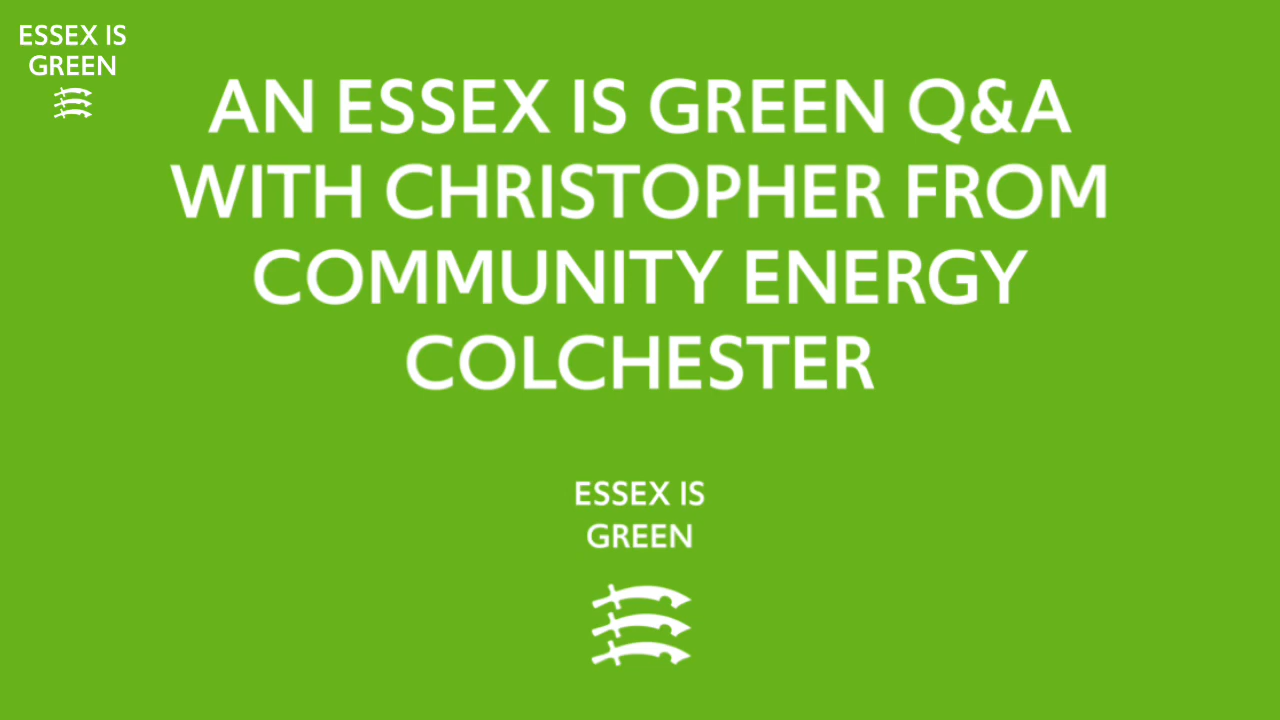 ESSEX IS
GREEN
AN ESSEX IS GREEN Q&A
WITH CHRISTOPHER FROM
COMMUNITY ENERGY
COLCHESTER
ESSEX IS
GREEN